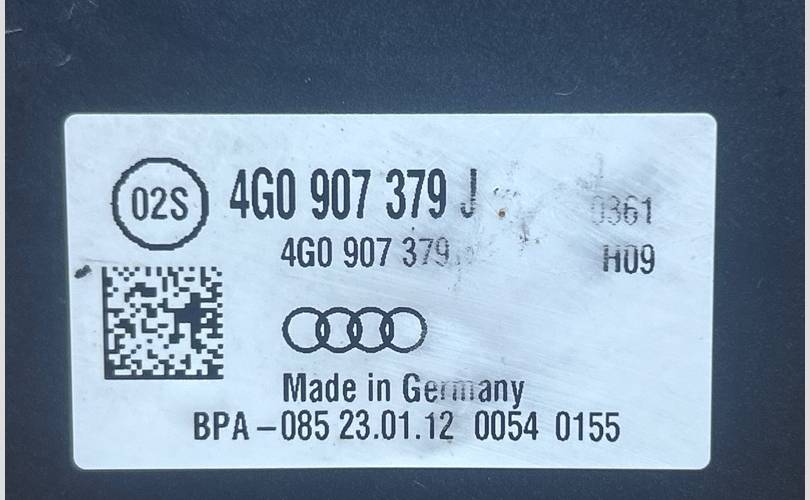 02S 4G0 907 379 J 0361
4G0 907 379 H09
Made in Germany
BPA-085 23.01.12 0054 0155